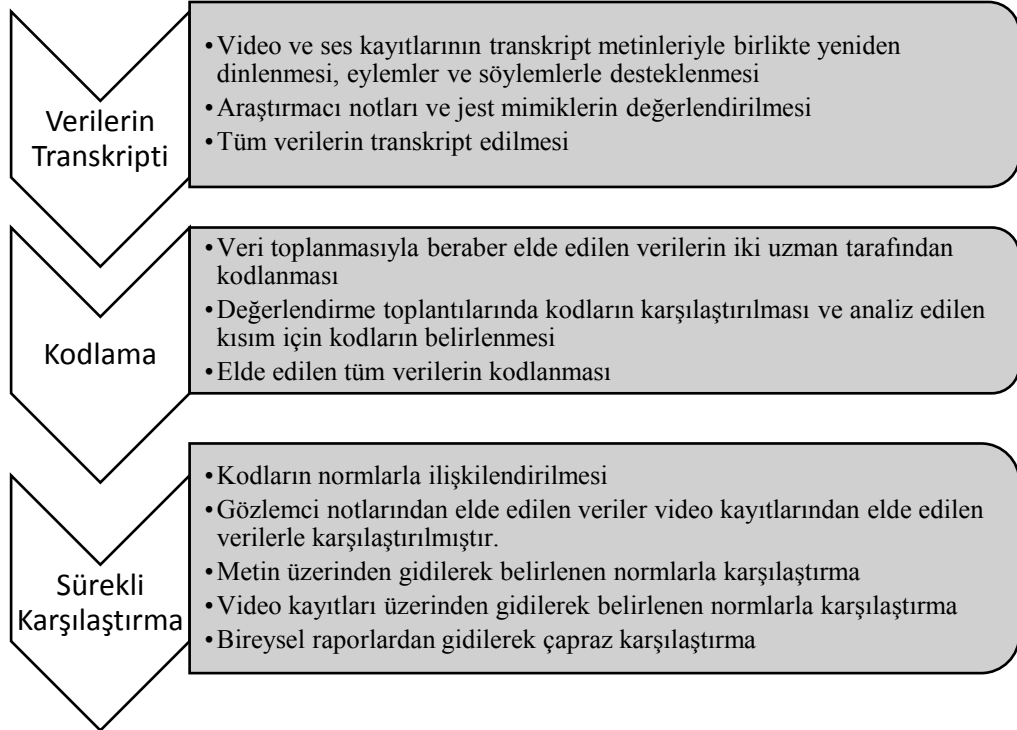 Verilerin
Transkripti
•Video ve ses kayıtlarının transkript metinleriyle birlikte yeniden
dinlenmesi, eylemler ve söylemlerle desteklenmesi
•Araştırmacı notları ve jest mimiklerin değerlendirilmesi
•Tüm verilerin transkript edilmesi
Kodlama
•Veri toplanmasıyla beraber elde edilen verilerin iki uzman tarafından
kodlanması
•Değerlendirme toplantılarında kodların karşılaştırılması ve analiz edilen
kısım için kodların belirlenmesi
•Elde edilen tüm verilerin kodlanması
Sürekli
Karşılaştırma
•Kodların normlarla ilişkilendirilmesi
•Gözlemci notlarından elde edilen veriler video kayıtlarından elde edilen
verilerle karşılaştırılmıştır.
•Metin üzerinden gidilerek belirlenen normlarla karşılaştırma
•Video kayıtları üzerinden gidilerek belirlenen normlarla karşılaştırma
•Bireysel raporlardan gidilerek çapraz karşılaştırma